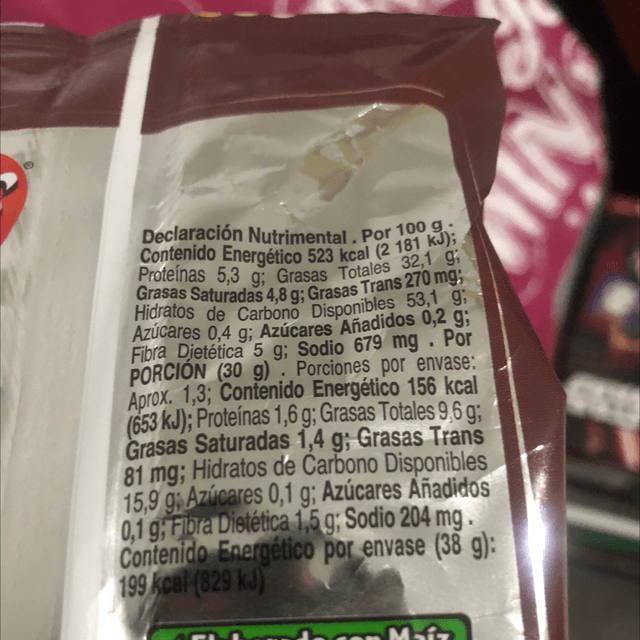 Declaración Nutrimental . Por 100 g .
Contenido Energético 523 kcal (2 181 kJ);
Proteínas 5,3 g; Grasas Totales 32,1 g;
Grasas Saturadas 4,8 g; Grasas Trans 270 mg;
Hidratos de Carbono Disponibles 53,1 g;
Azúcares 0,4 g; Azúcares Añadidos 0,2 g;
Fibra Dietética 5 g; Sodio 679 mg . Por
PORCIÓN (30 g) . Porciones por envase:
Aprox. 1,3; Contenido Energético 156 kcal
(653 kJ); Proteínas 1,6 g; Grasas Totales 9,6 g;
Grasas Saturadas 1,4 g; Grasas Trans
81 mg; Hidratos de Carbono Disponibles
15,9 g; Azúcares 0,1 g; Azúcares Añadidos
0,1 g; Fibra Dietética 1,5 g; Sodio 204 mg .
Contenido Energético por envase (38 g):
199 kcal (829 kJ)
Elaborado con Maíz